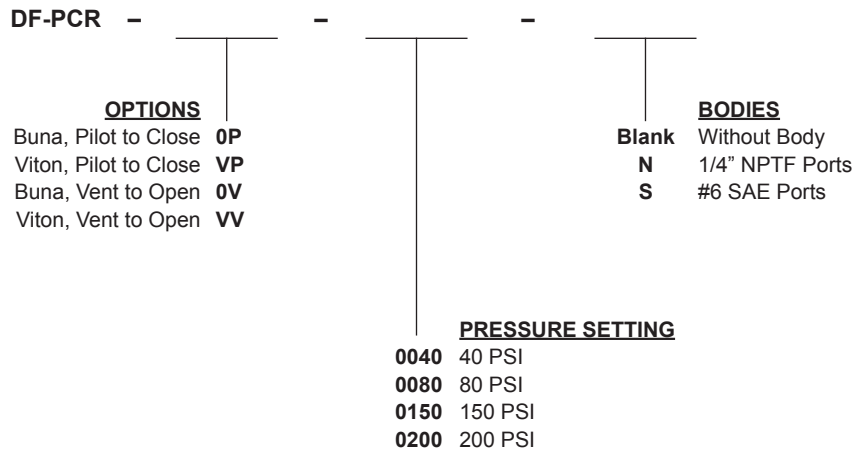 DF-PCR – – –
OPTIONS
Buna, Pilot to Close 0P
Viton, Pilot to Close VP
Buna, Vent to Open 0V
Viton, Vent to Open VV
BODIES
Blank Without Body
N 1/4” NPTF Ports
S #6 SAE Ports
PRESSURE SETTING
0040 40 PSI
0080 80 PSI
0150 150 PSI
0200 200 PSI